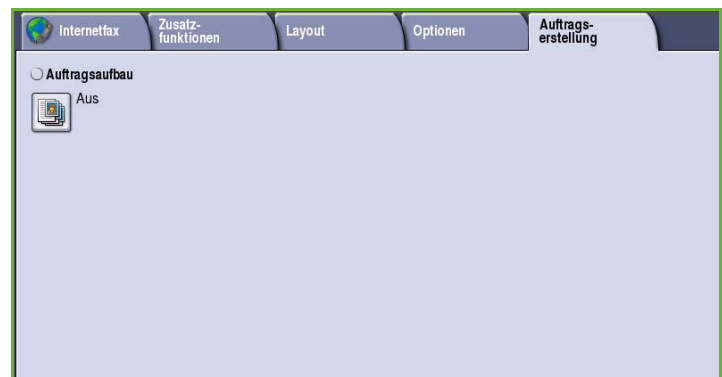 Internetfax
Zusatz-
funktionen
Layout
Optionen
Auftrags-
erstellung
Auftragsaufbau
Aus